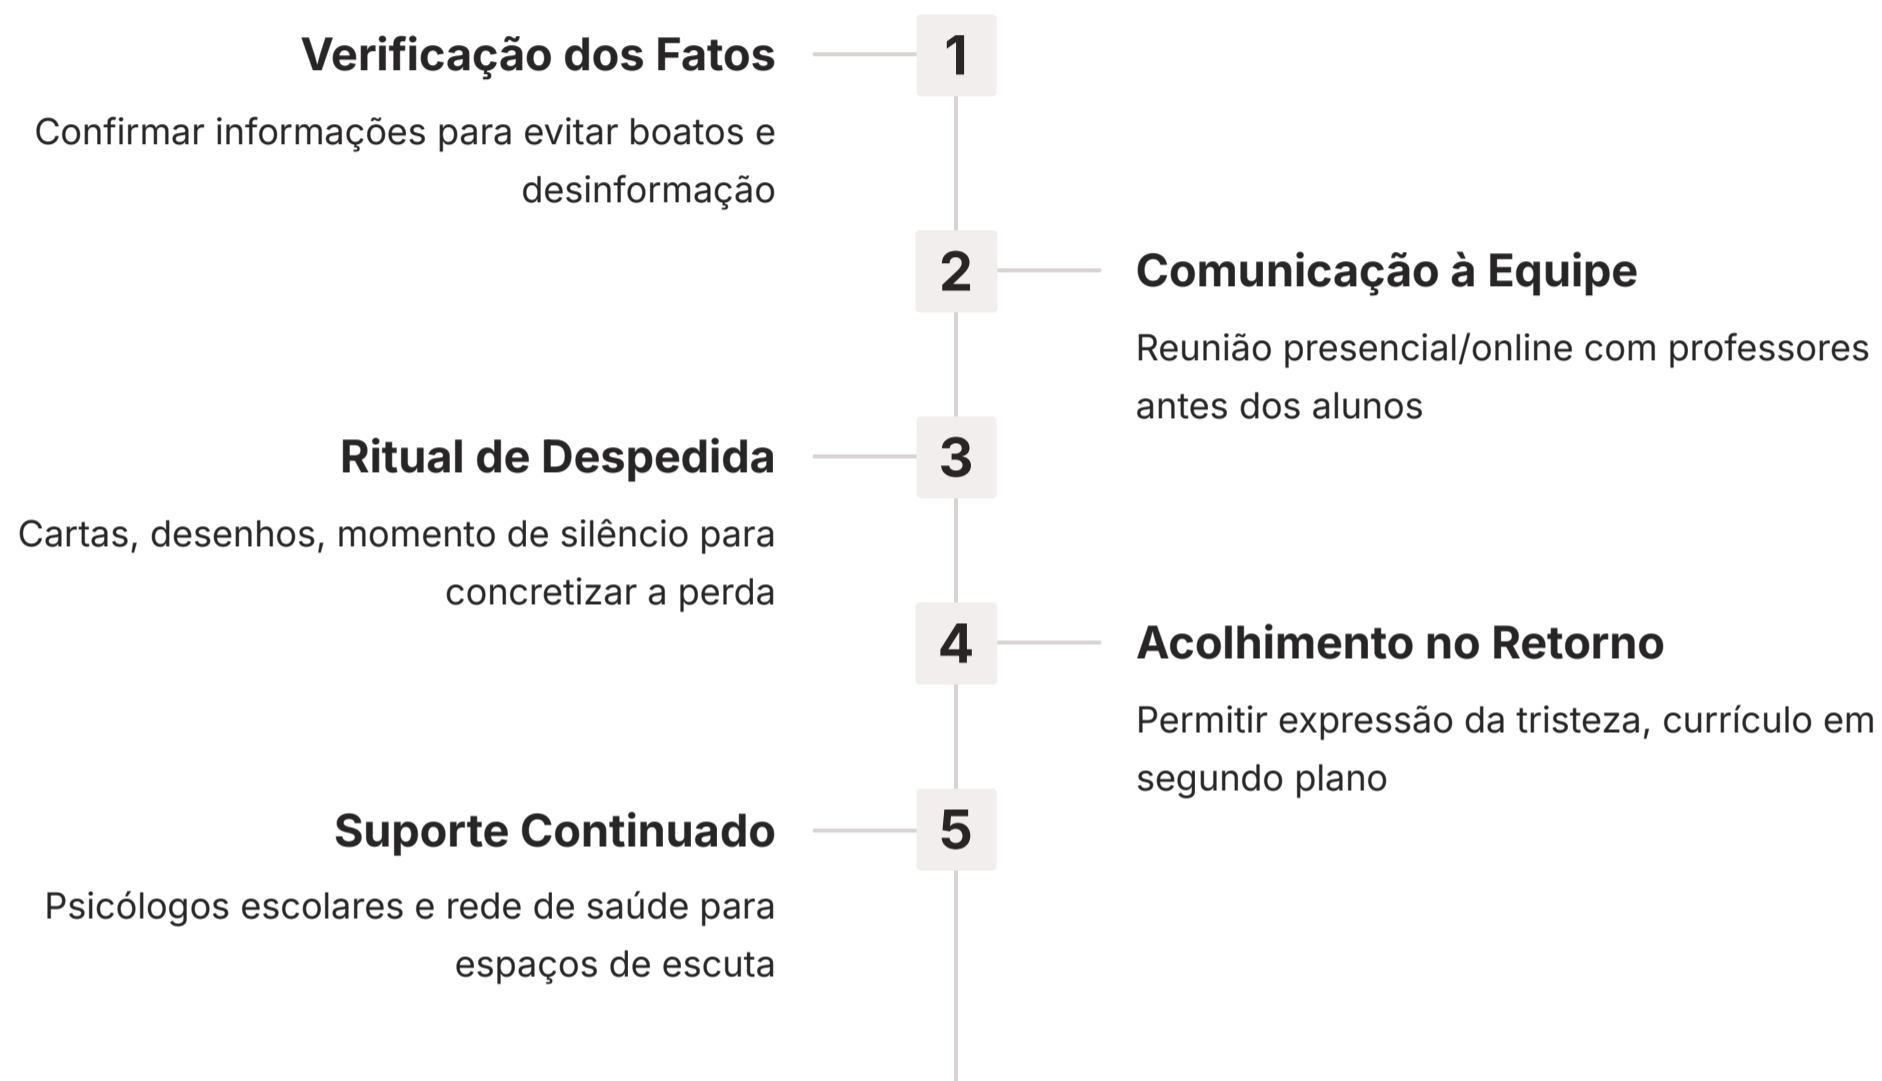 1
Verificação dos Fatos
Confirmar informações para evitar boatos e
desinformação
2
Comunicação à Equipe
Reunião presencial/online com professores
antes dos alunos
3
Ritual de Despedida
Cartas, desenhos, momento de silêncio para
concretizar a perda
4
Acolhimento no Retorno
Permitir expressão da tristeza, currículo em
segundo plano
5
Suporte Continuado
Psicólogos escolares e rede de saúde para
espaços de escuta